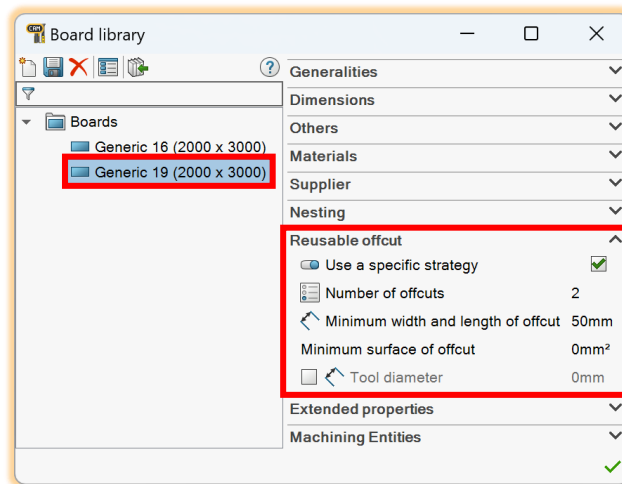 CAM
Board library
Generalities
Dimensions
Boards
Others
Generic 16 (2000 x 3000)
Materials
Generic 19 (2000 x 3000)
Supplier
Nesting
Reusable offcut
Use a specific strategy
Number of offcuts 2
Minimum width and length of offcut 50mm
Minimum surface of offcut 0mm²
Tool diameter 0mm
Extended properties
Machining Entities